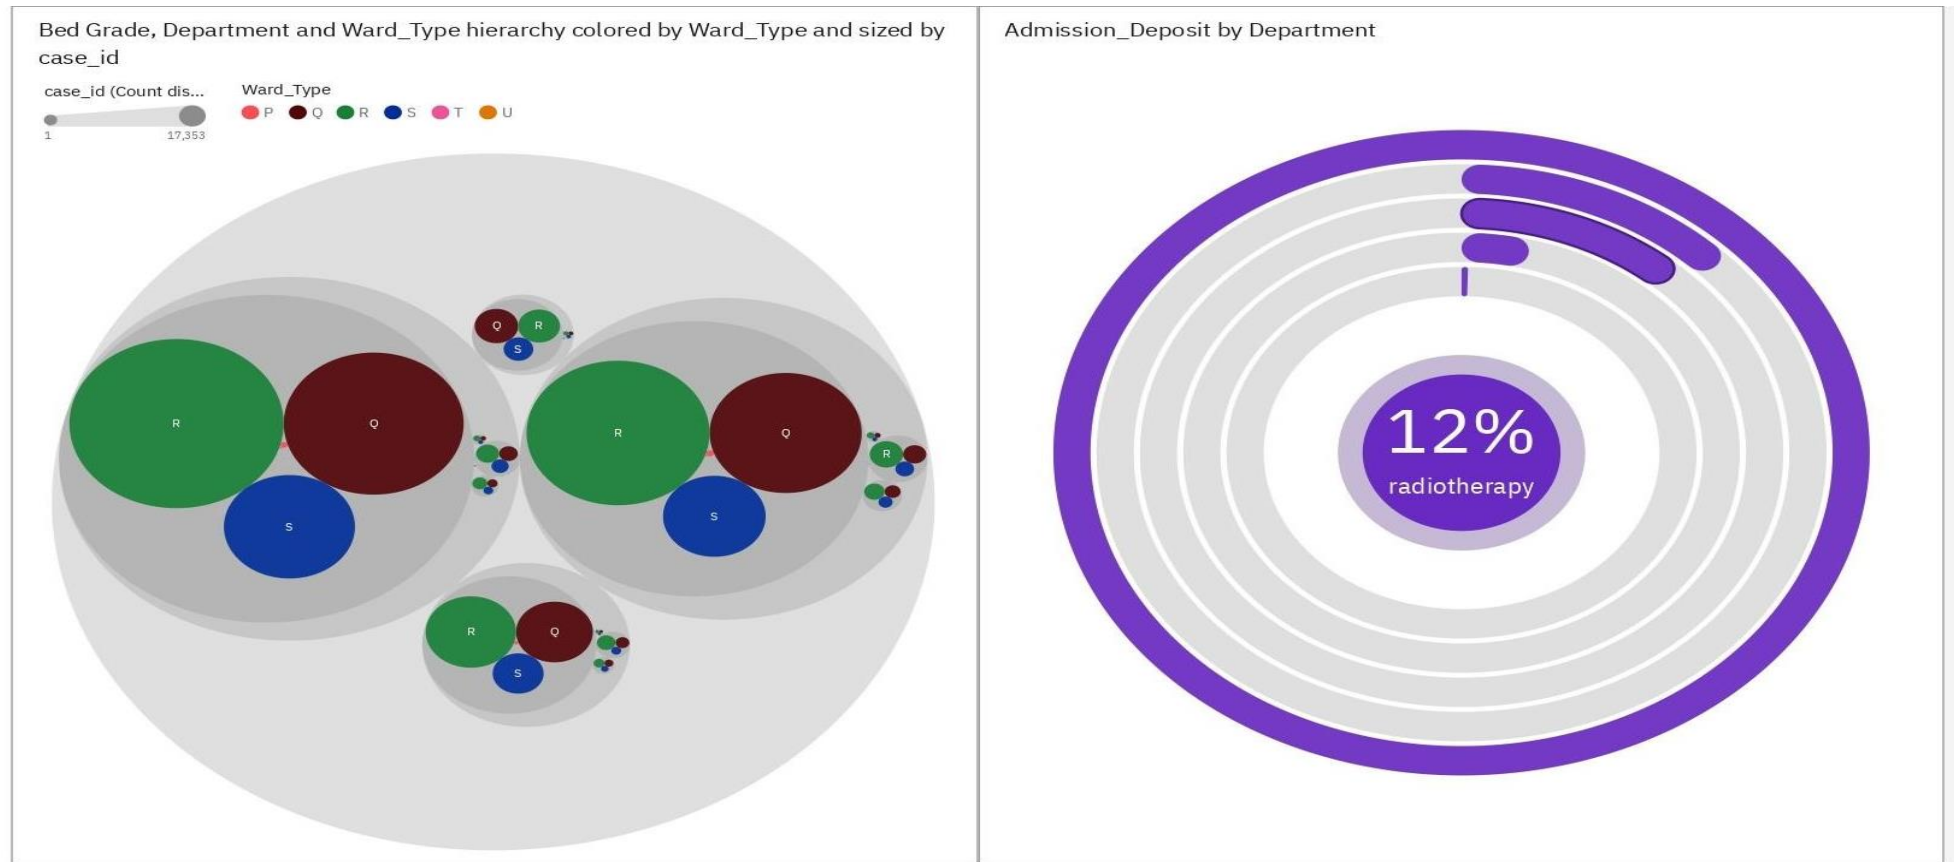 Bed Grade, Department and Ward_Type hierarchy colored by Ward_Type and sized by
case_id
case_id (Count dis...
1
17,353
Ward_Type
P Q R S T U
Q R
S
R Q
S
R Q
R
S
R Q
S
Admission_Deposit by Department
12%
radiotherapy